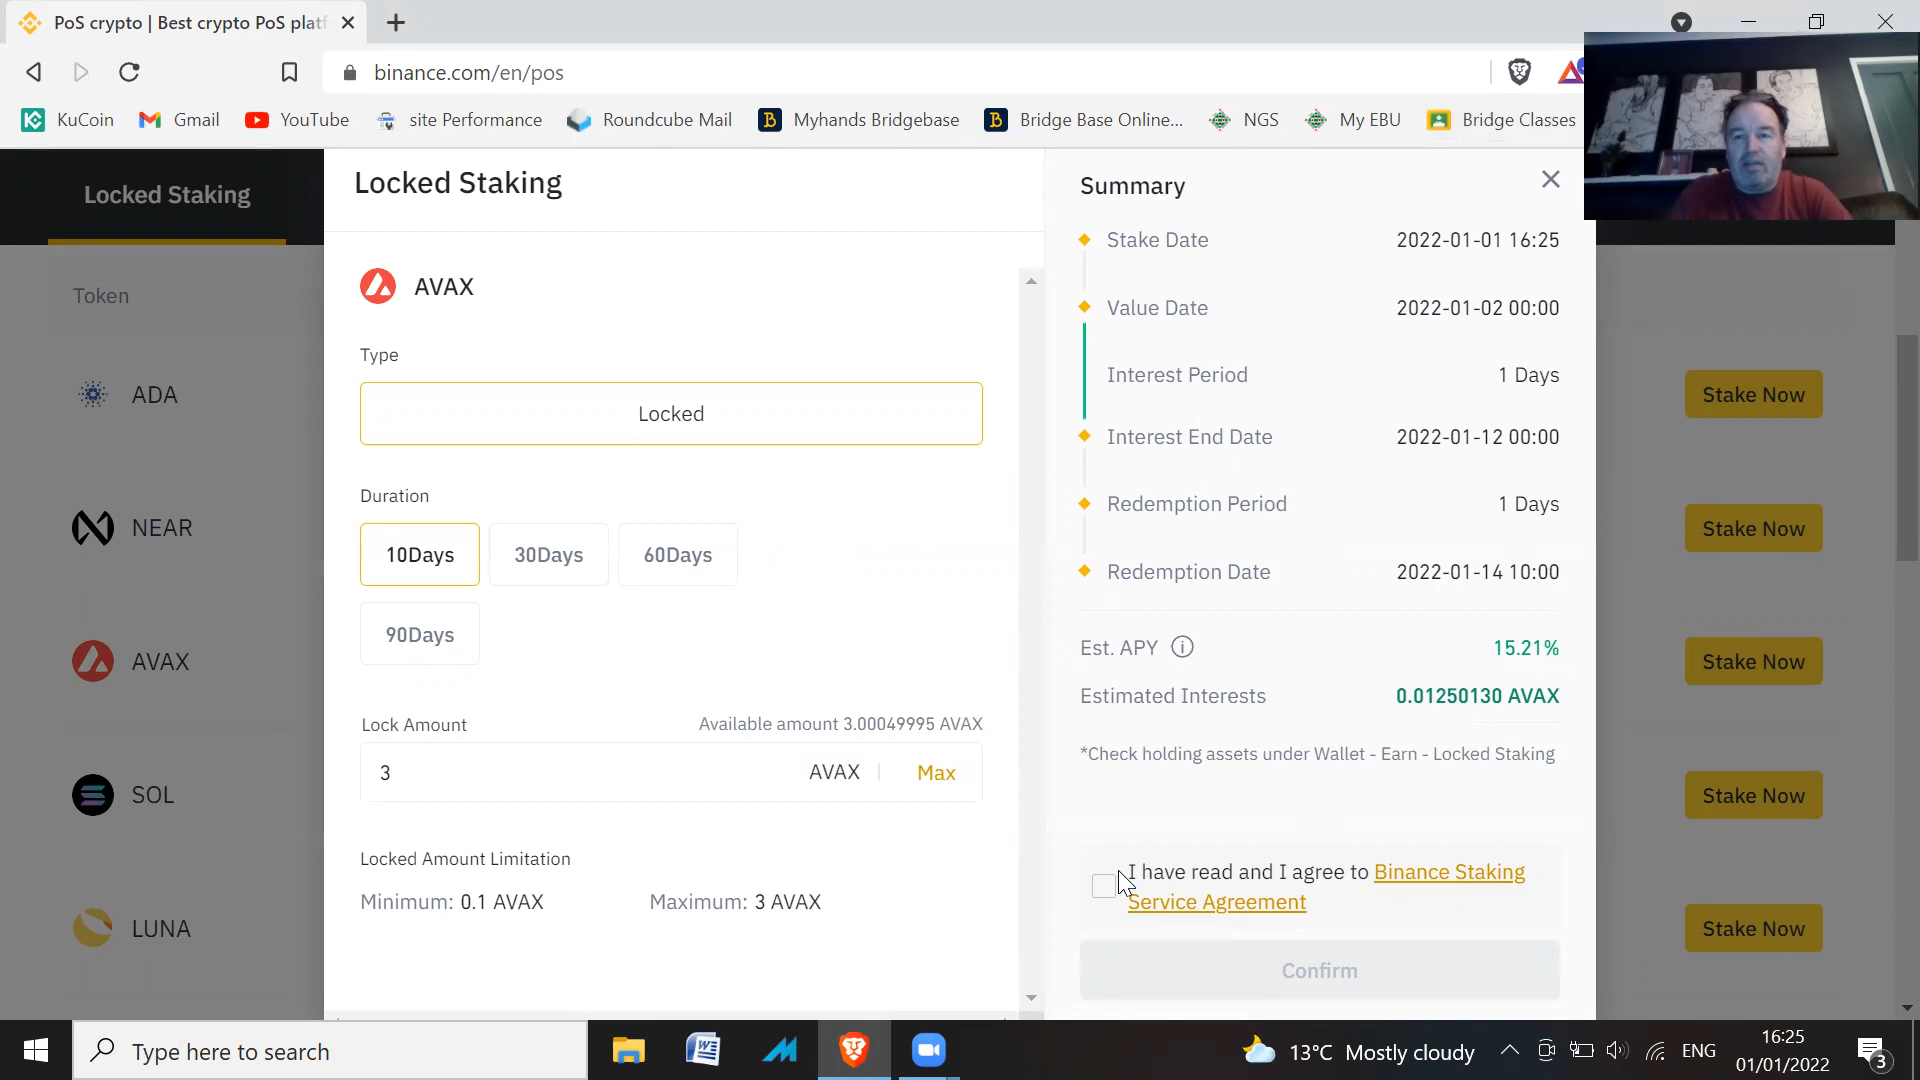 PoS crypto | Best crypto PoS platf
binance.com/en/pos
KuCoin
Gmail
YouTube
site Performance
Roundcube Mail
B Myhands Bridgebase
B Bridge Base Online...
NGS
My EBU
Bridge Classes
Locked Staking
Token
ADA
NEAR
AVAX
SOL
LUNA
Locked Staking
AVAX
Type
Locked
Duration
10Days 30Days 60Days
90Days
Lock Amount Available amount 3.00049995 AVAX
3 AVAX Max
Locked Amount Limitation
Minimum: 0.1 AVAX Maximum: 3 AVAX
Summary
Stake Date 2022-01-01 16:25
Value Date 2022-01-02 00:00
Interest Period 1 Days
Interest End Date 2022-01-12 00:00
Redemption Period 1 Days
Redemption Date 2022-01-14 10:00
Est. APY 15.21%
Estimated Interests 0.01250130 AVAX
*Check holding assets under Wallet - Earn - Locked Staking
I have read and I agree to Binance Staking
Service Agreement
Confirm
Stake Now
Stake Now
Stake Now
Stake Now
Stake Now
Type here to search
13°C Mostly cloudy
ENG
16:25
01/01/2022
3